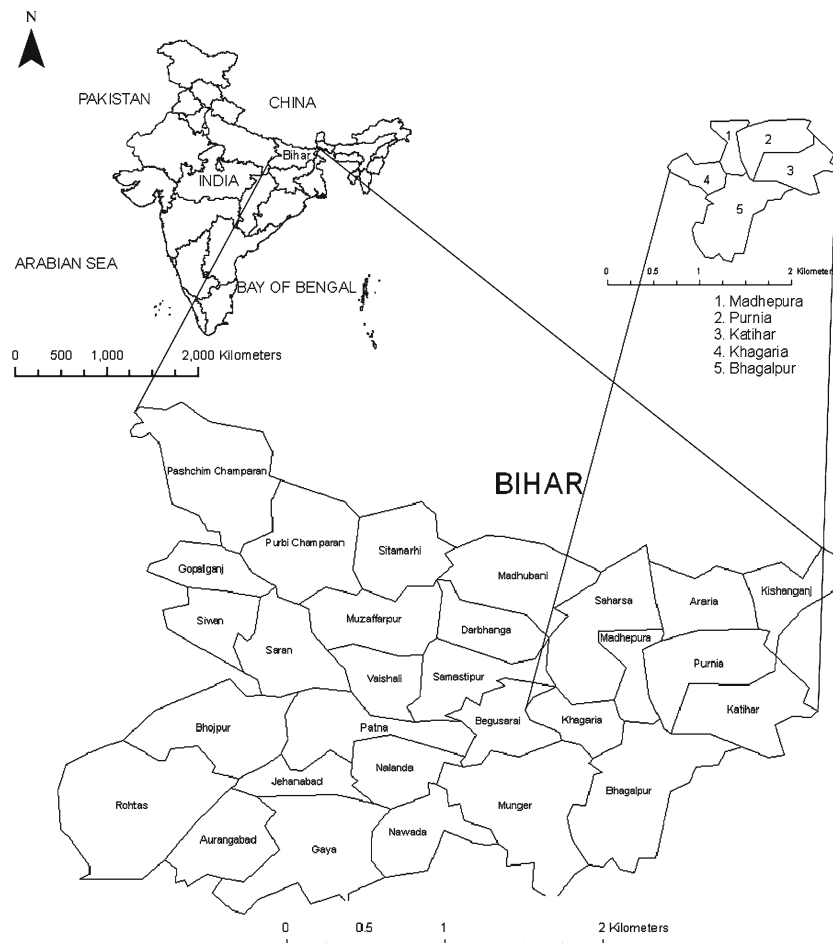 N
PAKISTAN
CHINA
Bihar
INDIA
ARABIAN SEA
BAY OF BENGAL
0 500 1,000 2,000 Kilometers
1
2
3
4
5
0 0.5 1 2 Kilometers
1. Madhepura
2. Purnia
3. Katihar
4. Khagaria
5. Bhagalpur
BIHAR
Pashchim Champaran
Purbi Champaran
Sitamarhi
Gopalganj
Madhubani
Siwan
Muzaffarpur
Darbhanga
Saharsa
Araria
Kishanganj
Saran
Madhepura
Vaishali
Samastipur
Purnia
Bhojpur
Patna
Begusarai
Khagaria
Katihar
Jehanabad
Nalanda
Rohtas
Munger
Bhagalpur
Aurangabad
Gaya
Nawada
0 0.5 1 2 Kilometers